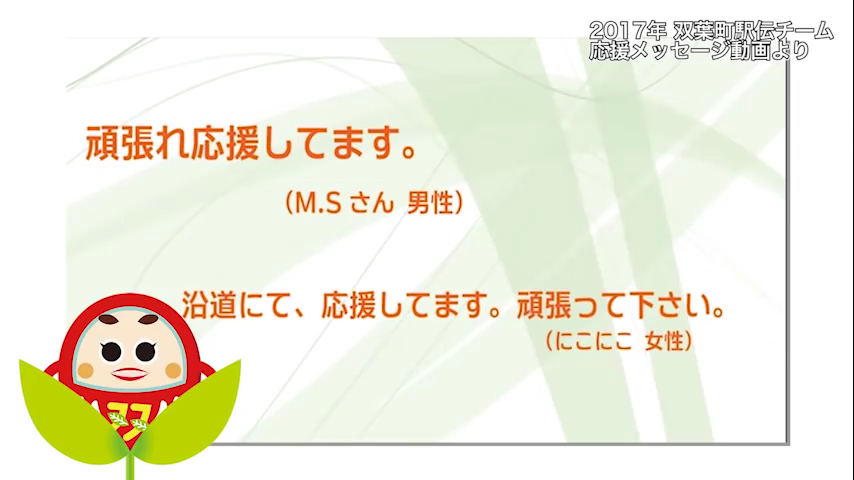 2017年 双葉町駅伝チーム
応援メッセージ動画より
頑張れ応援してます。
（M.Sさん 男性）
沿道にて、応援してます。頑張って下さい。
（にこにこ 女性）